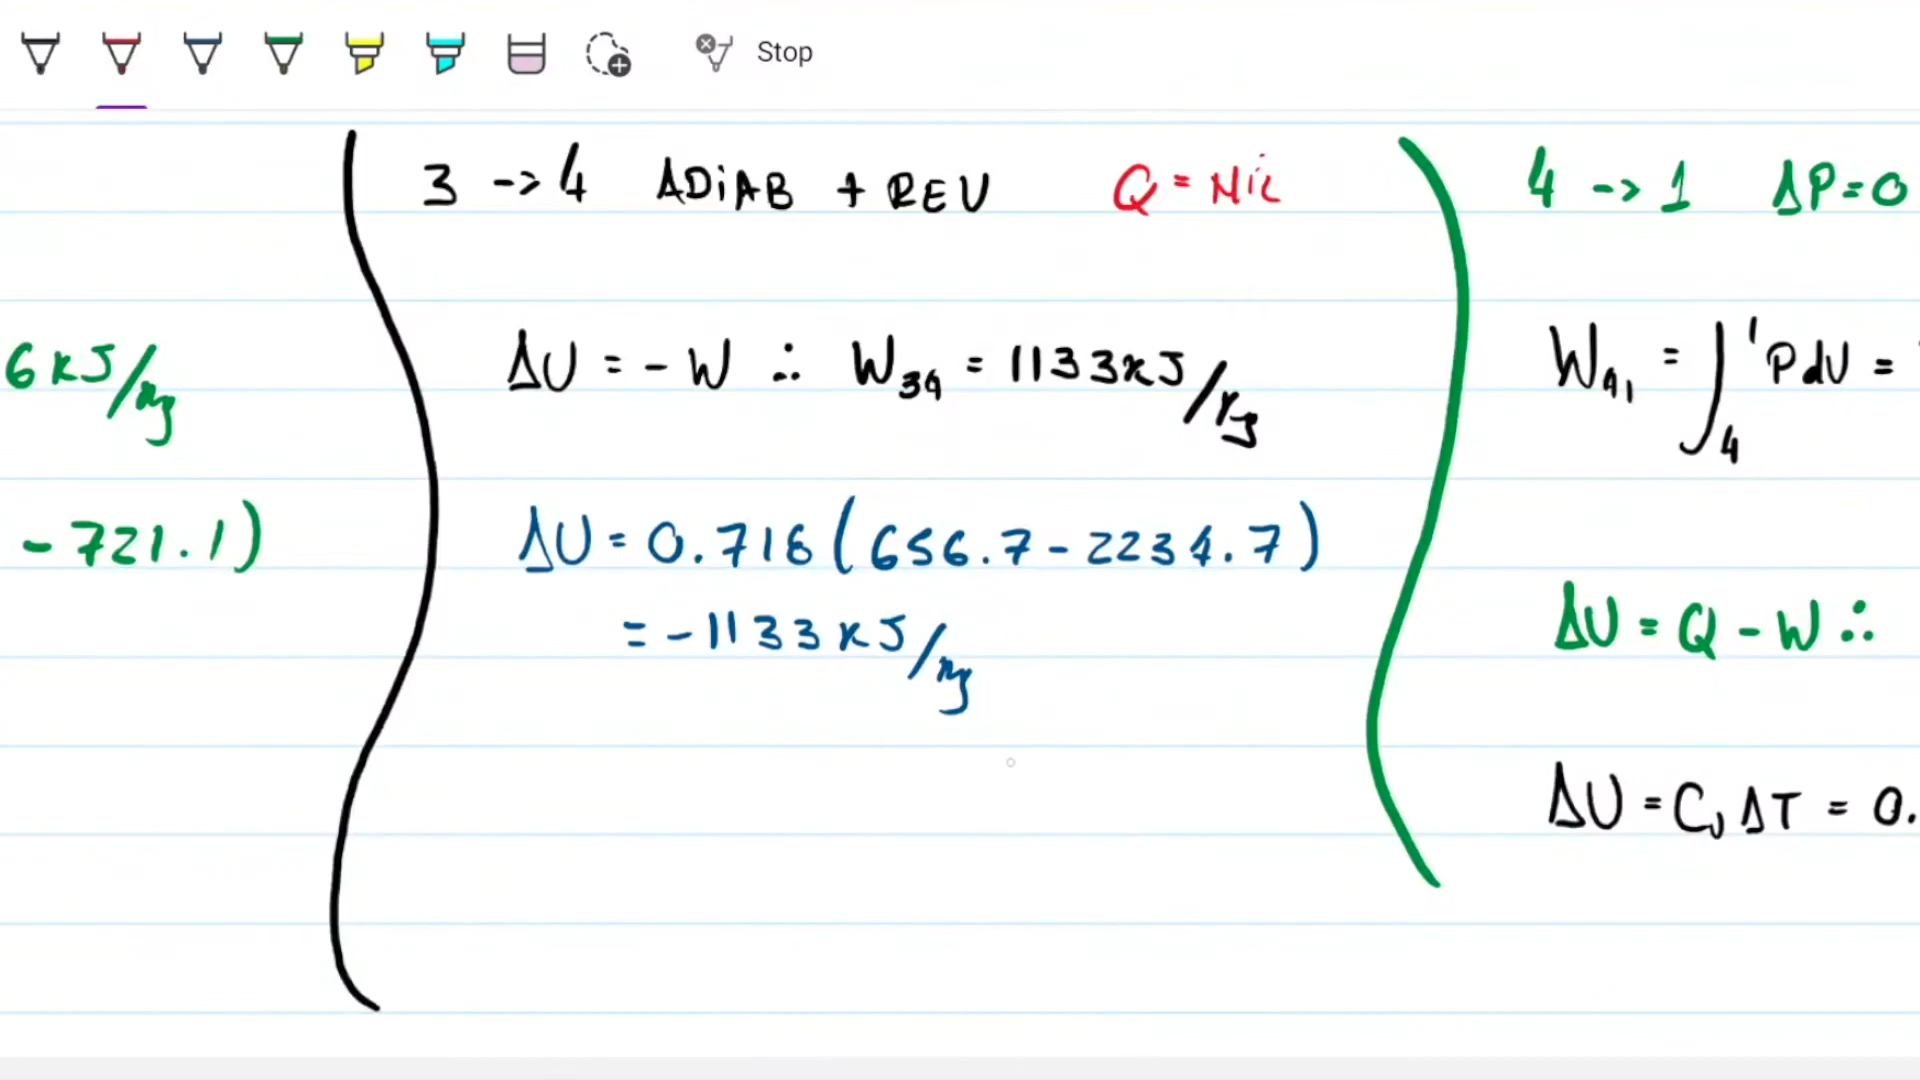 Stop
6 kJ/kg
- 721.1)
3 -> 4 ADiAB + REV Q = Nil
ΔU = - W ∴ W34 = 1133 kJ/kg
ΔU = 0.718 (656.7 - 2234.7)
= - 1133 kJ/kg
4 -> 1 ΔP = 0
W41 = ∫4 1 PdV =
ΔU = Q - W ∴
ΔU = Cv ΔT = 0.